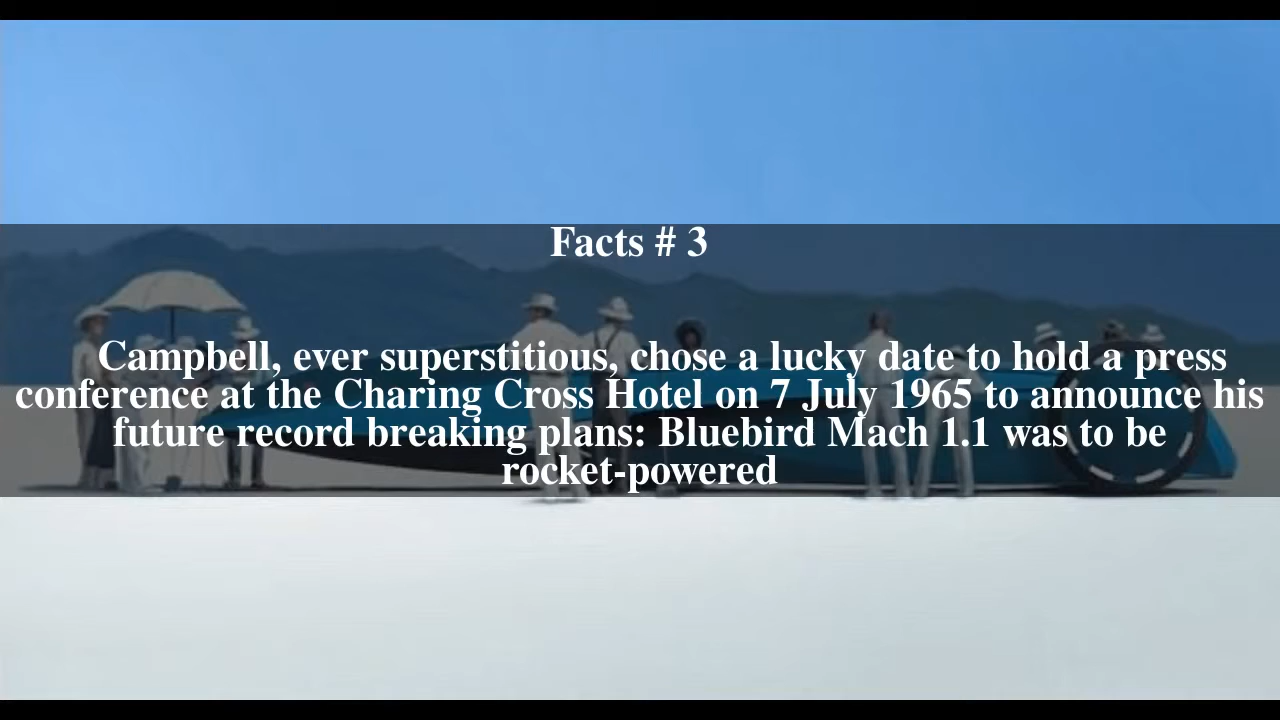 Facts # 3
Campbell, ever superstitious, chose a lucky date to hold a press
conference at the Charing Cross Hotel on 7 July 1965 to announce his
future record breaking plans: Bluebird Mach 1.1 was to be
rocket-powered